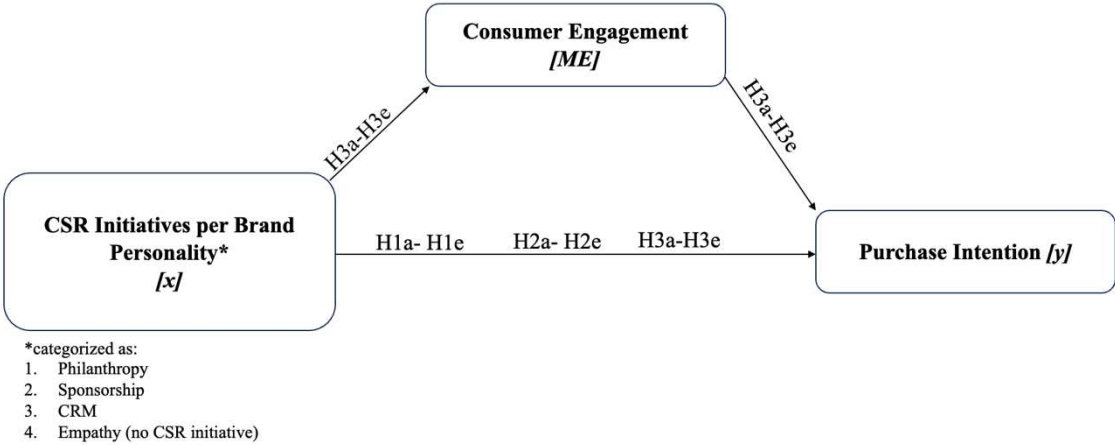 Consumer Engagement
[ME]
H3a-H3e
H3a-H3e
CSR Initiatives per Brand
Personality*
[x]
H1a- H1e H2a- H2e H3a-H3e
Purchase Intention [y]
*categorized as:
1. Philanthropy
2. Sponsorship
3. CRM
4. Empathy (no CSR initiative)